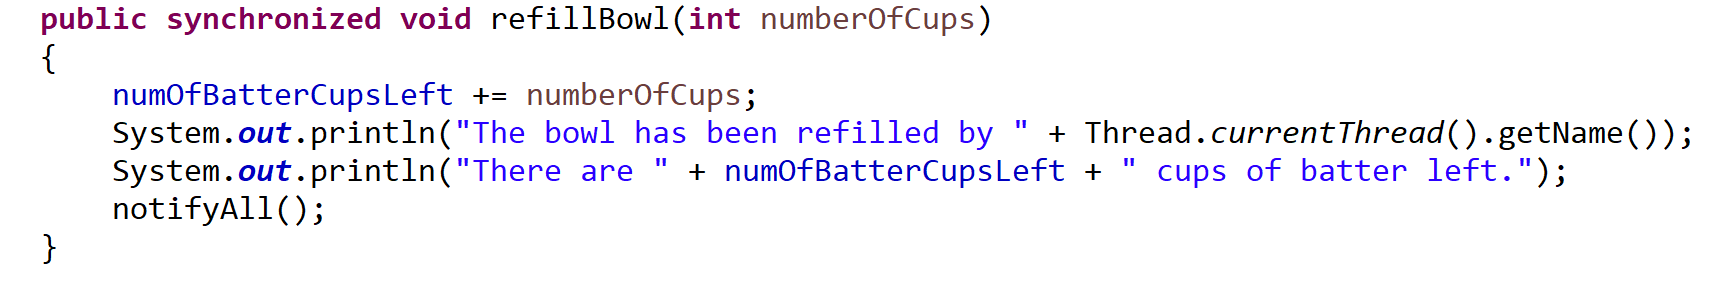 public synchronized void refillBowl(int numberOfCups)
{
    numOfBatterCupsLeft += numberOfCups;
    System.out.println("The bowl has been refilled by " + Thread.currentThread().getName());
    System.out.println("There are " + numOfBatterCupsLeft + " cups of batter left.");
    notifyAll();
}